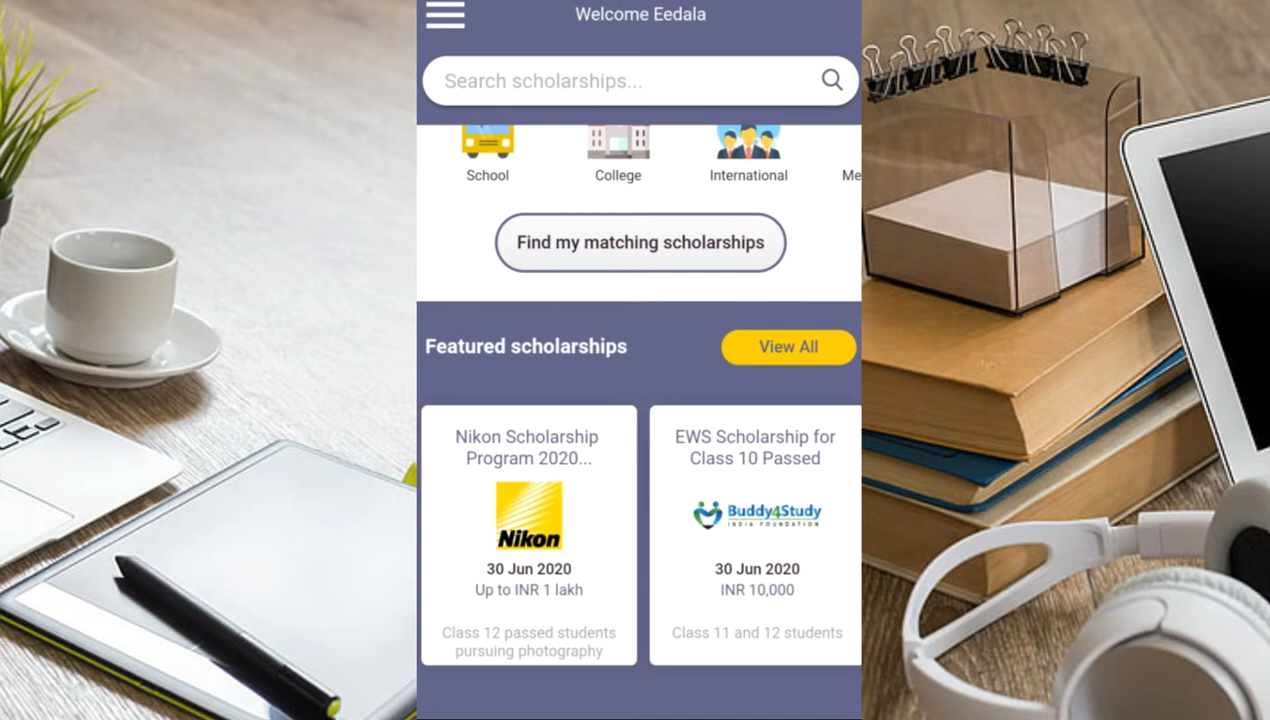 Welcome Eedala
Search scholarships...
School
College
International
Me
Find my matching scholarships
Featured scholarships
View All
Nikon Scholarship
Program 2020...
Nikon
30 Jun 2020
Up to INR 1 lakh
Class 12 passed students
pursuing photography
EWS Scholarship for
Class 10 Passed
Buddy4Study
INDIA FOUNDATION
30 Jun 2020
INR 10,000
Class 11 and 12 students